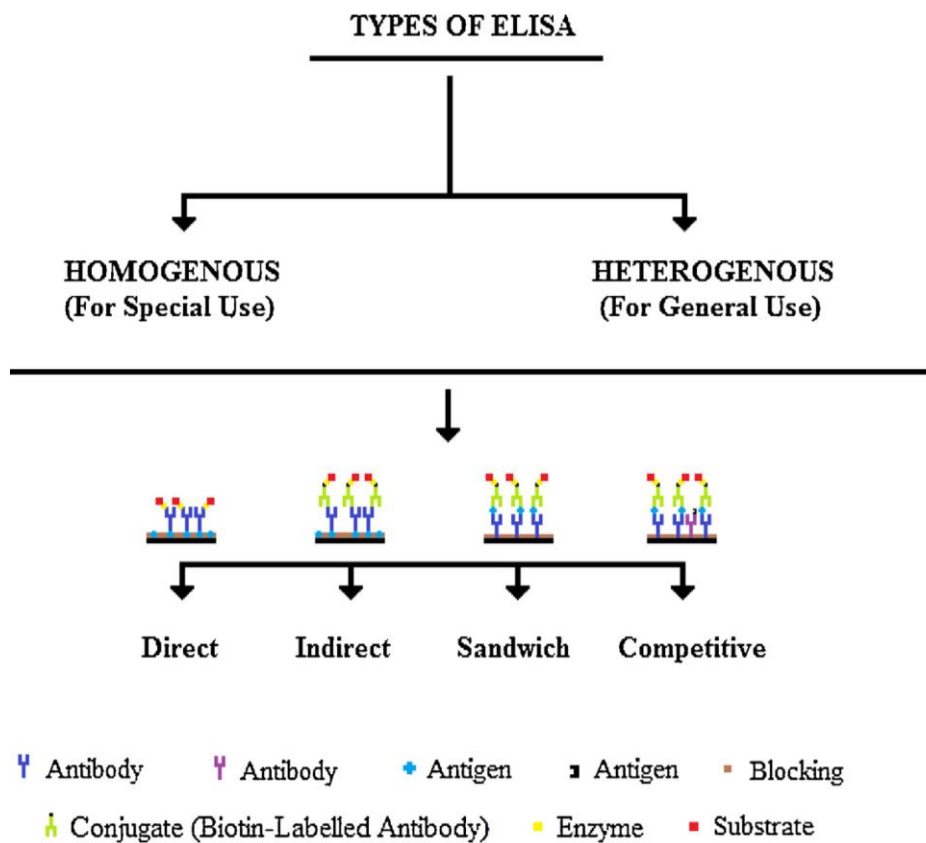 TYPES OF ELISA
HOMOGENOUS
(For Special Use)
HETEROGENOUS
(For General Use)
Direct Indirect Sandwich Competitive
Antibody Antibody Antigen Antigen Blocking
Conjugate (Biotin-Labelled Antibody) Enzyme Substrate